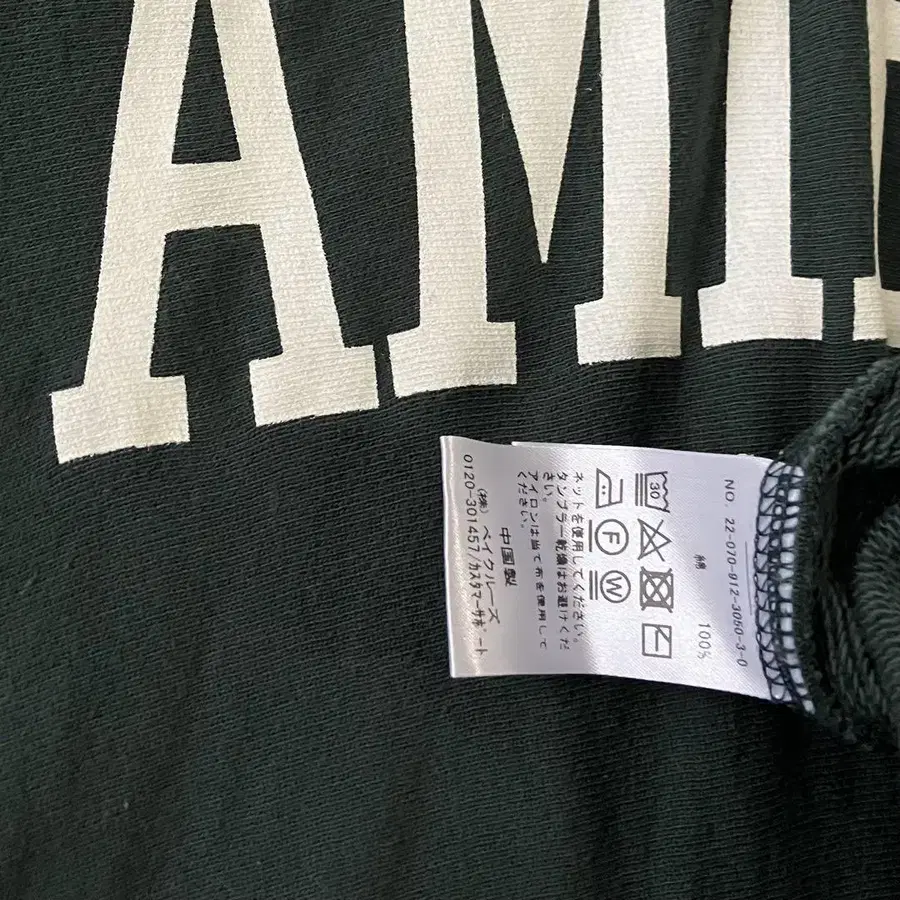 AME
NO. 22-070-912-3050-3-0
綿 100%
30
F W
ネットを使用してください。
タンブラー乾燥はお避けくだ
さい。
アイロンは当て布を使用して
ください。
中国製
(株) ベイクルーズ
0120-301457/カスタマーサポート